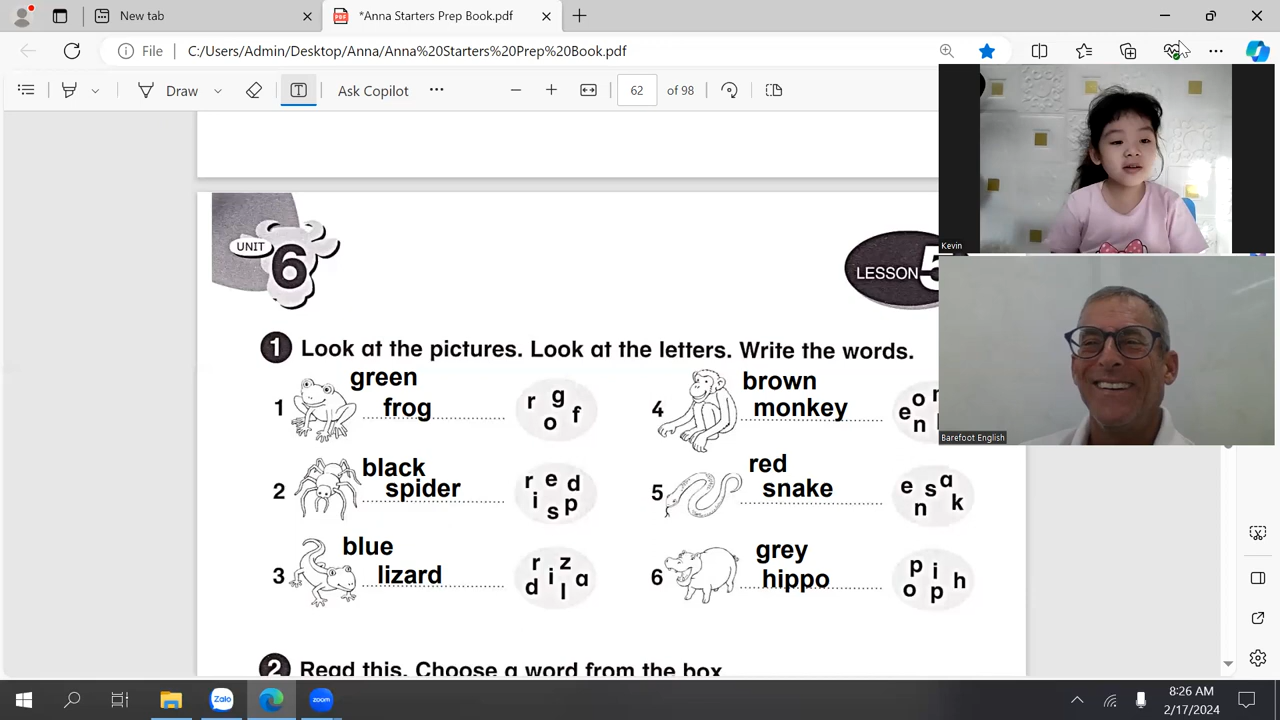 New tab
*Anna Starters Prep Book.pdf
File
C:/Users/Admin/Desktop/Anna/Anna%20Starters%20Prep%20Book.pdf
Draw
Ask Copilot
62 of 98
Kevin
Barefoot English
UNIT 6
LESSON 5
1 Look at the pictures. Look at the letters. Write the words.
green
1 frog
r g o f
black
2 spider
r e d i s p
blue
3 lizard
r i z d l a
brown
4 monkey
e o n
red
5 snake
e s a n k
grey
6 hippo
p i h o p
2 Read this. Choose a word from the box.
Zalo
zoom
8:26 AM
2/17/2024